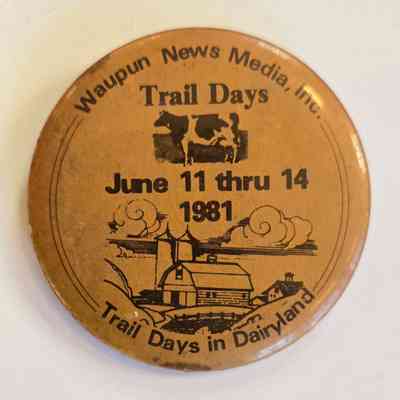 Waupun News Media, Inc.
Trail Days
June 11 thru 14
1981
Trail Days in Dairyland